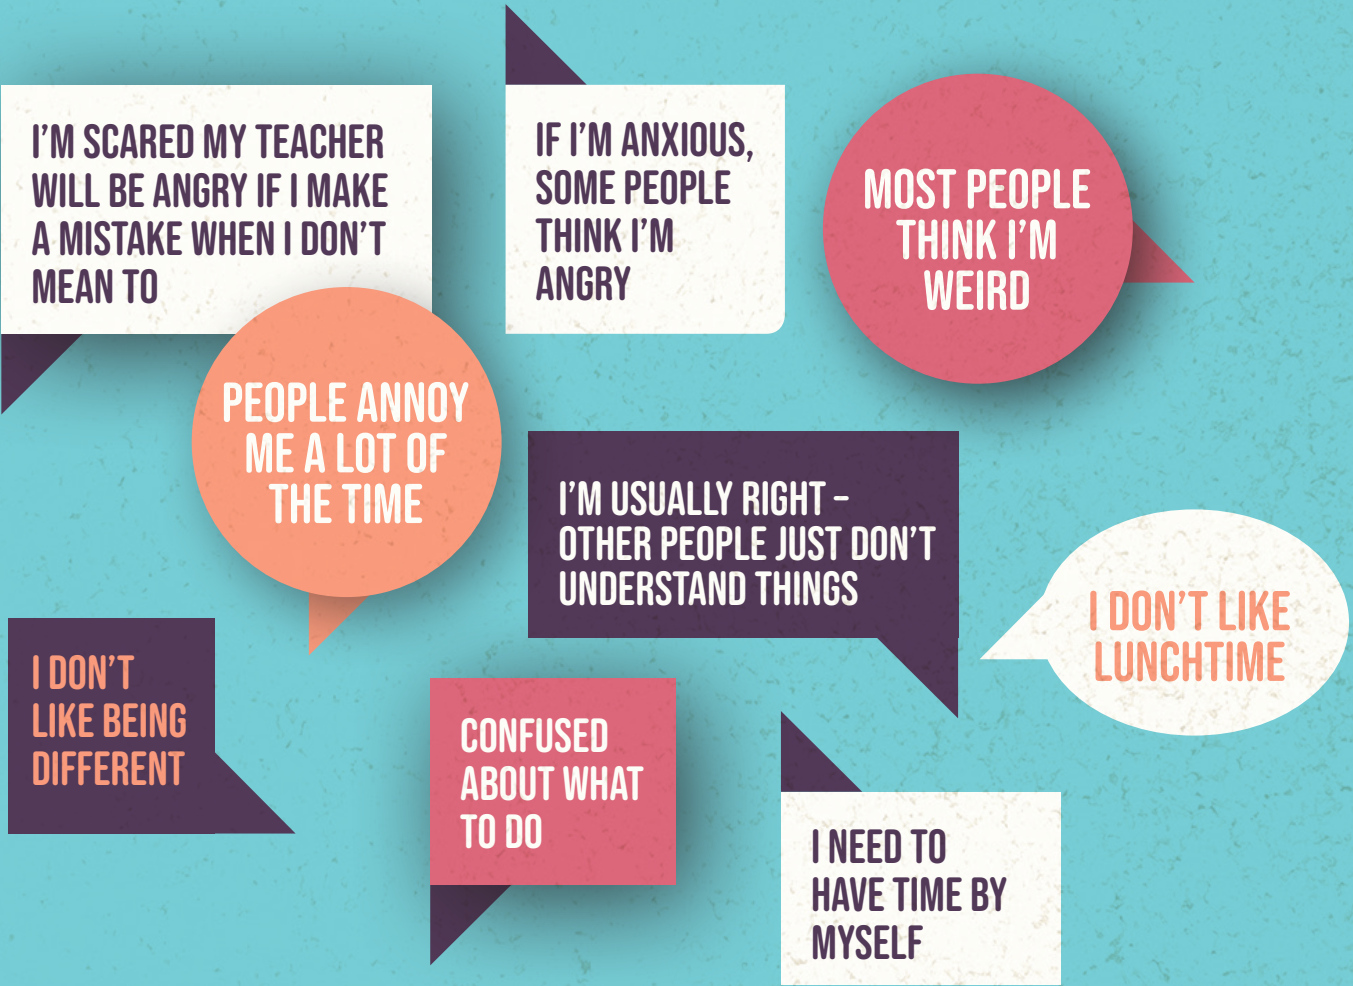 I'M SCARED MY TEACHER
WILL BE ANGRY IF I MAKE
A MISTAKE WHEN I DON'T
MEAN TO
IF I'M ANXIOUS,
SOME PEOPLE
THINK I'M
ANGRY
MOST PEOPLE
THINK I'M
WEIRD
PEOPLE ANNOY
ME A LOT OF
THE TIME
I'M USUALLY RIGHT –
OTHER PEOPLE JUST DON'T
UNDERSTAND THINGS
I DON'T LIKE
LUNCHTIME
I DON'T
LIKE BEING
DIFFERENT
CONFUSED
ABOUT WHAT
TO DO
I NEED TO
HAVE TIME BY
MYSELF